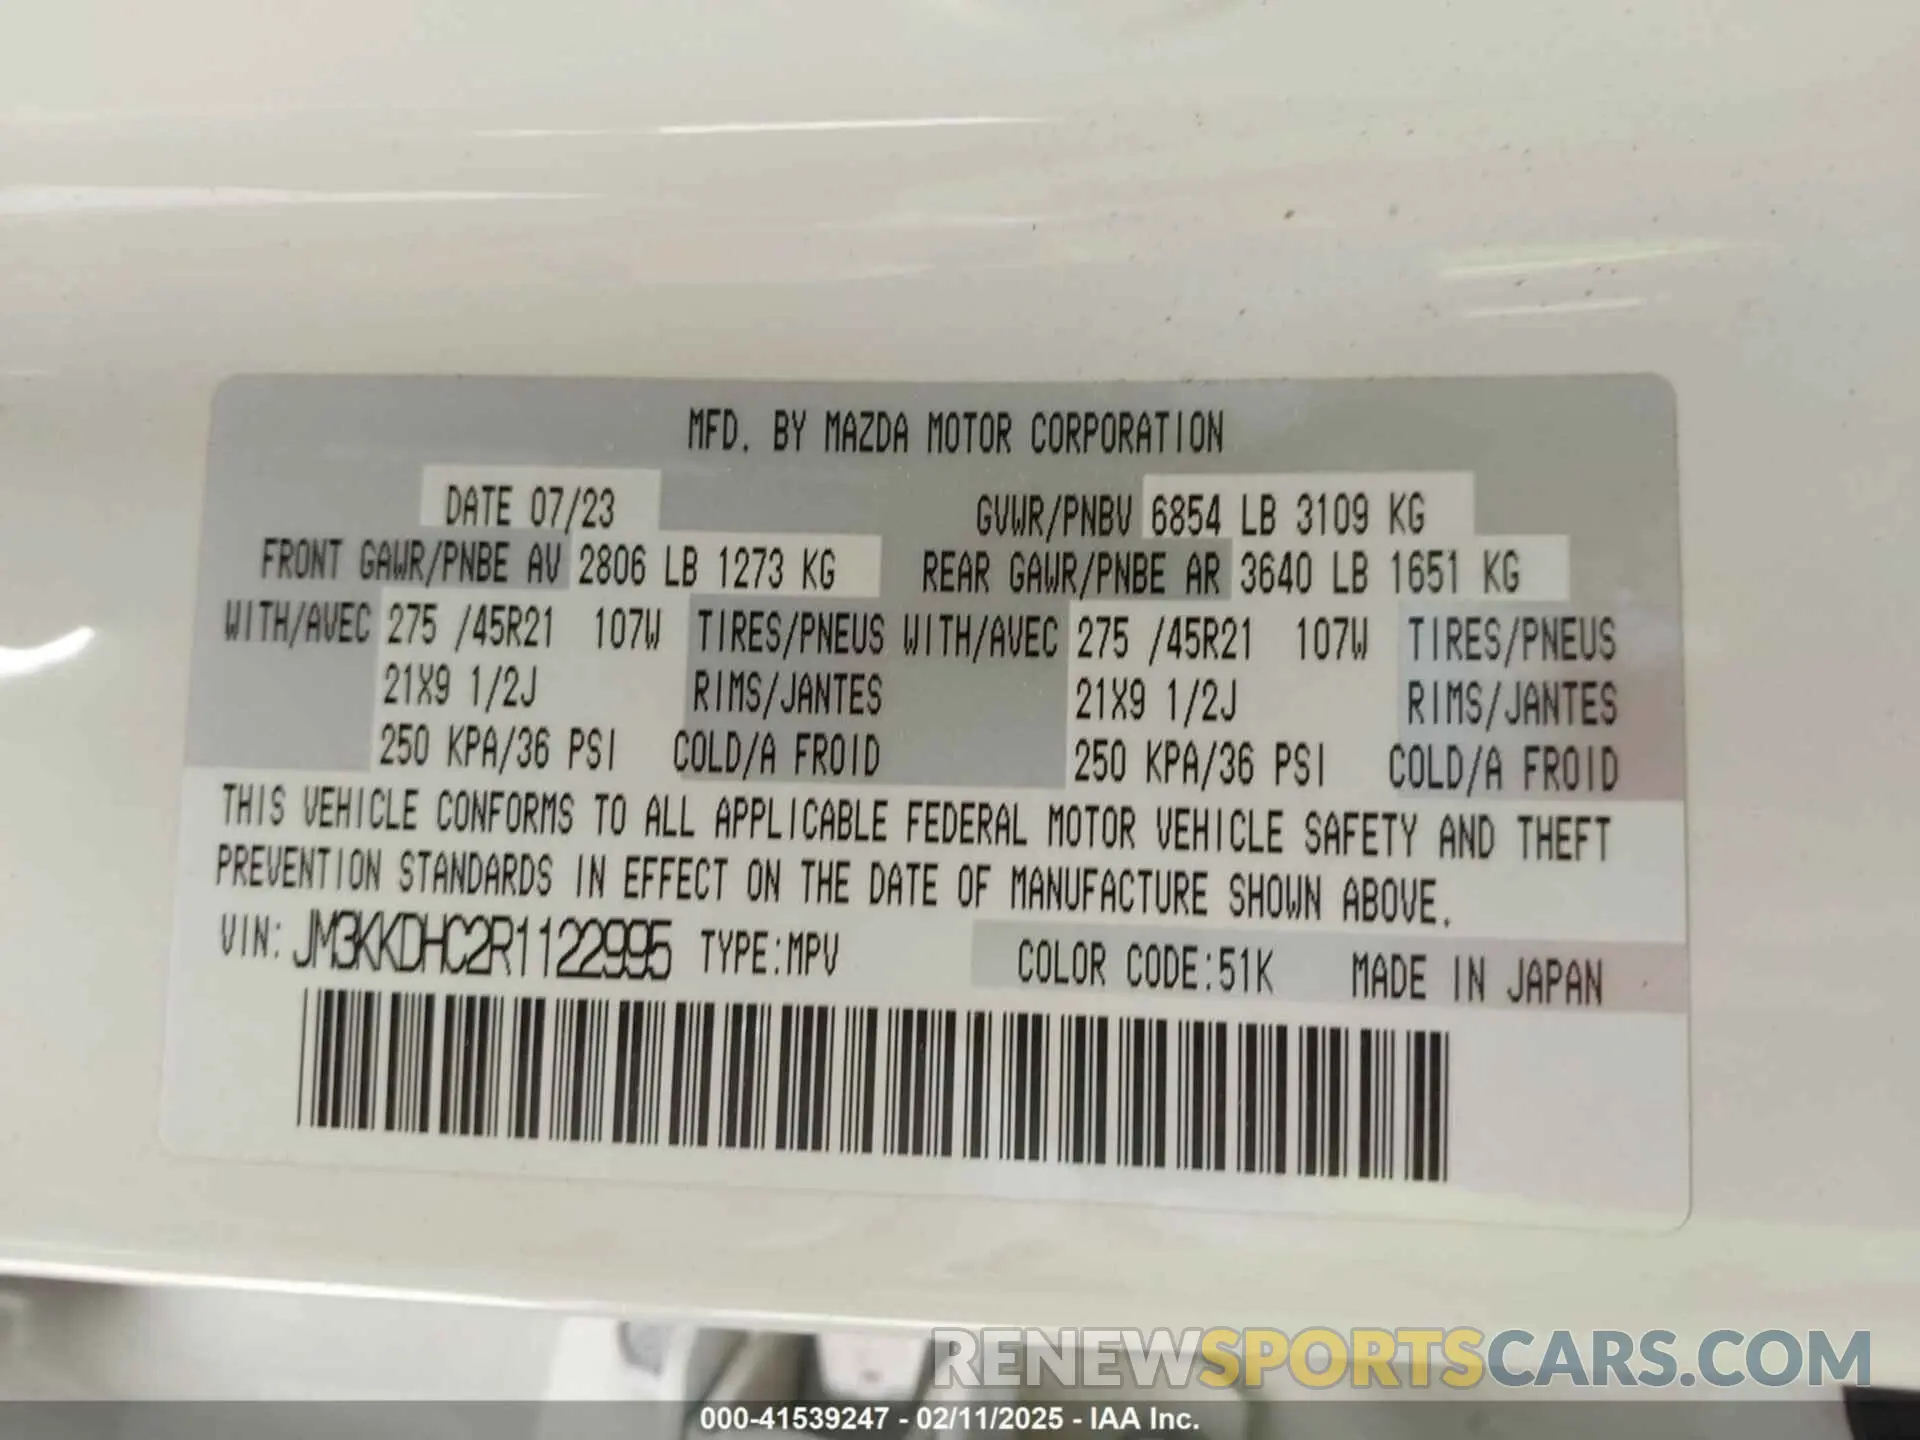 MFD. BY MAZDA MOTOR CORPORATION
DATE 07/23 GVWR/PNBV 6854 LB 3109 KG
FRONT GAWR/PNBE AV 2806 LB 1273 KG REAR GAWR/PNBE AR 3640 LB 1651 KG
WITH/AVEC 275 /45R21 107W TIRES/PNEUS WITH/AVEC 275 /45R21 107W TIRES/PNEUS
21X9 1/2J RIMS/JANTES 21X9 1/2J RIMS/JANTES
250 KPA/36 PSI COLD/A FROID 250 KPA/36 PSI COLD/A FROID
THIS VEHICLE CONFORMS TO ALL APPLICABLE FEDERAL MOTOR VEHICLE SAFETY AND THEFT
PREVENTION STANDARDS IN EFFECT ON THE DATE OF MANUFACTURE SHOWN ABOVE.
VIN: JM3KKDHC2R1122995 TYPE:MPV COLOR CODE:51K MADE IN JAPAN
RENEWSPORTSCARS.COM
000-41539247 - 02/11/2025 - IAA Inc.